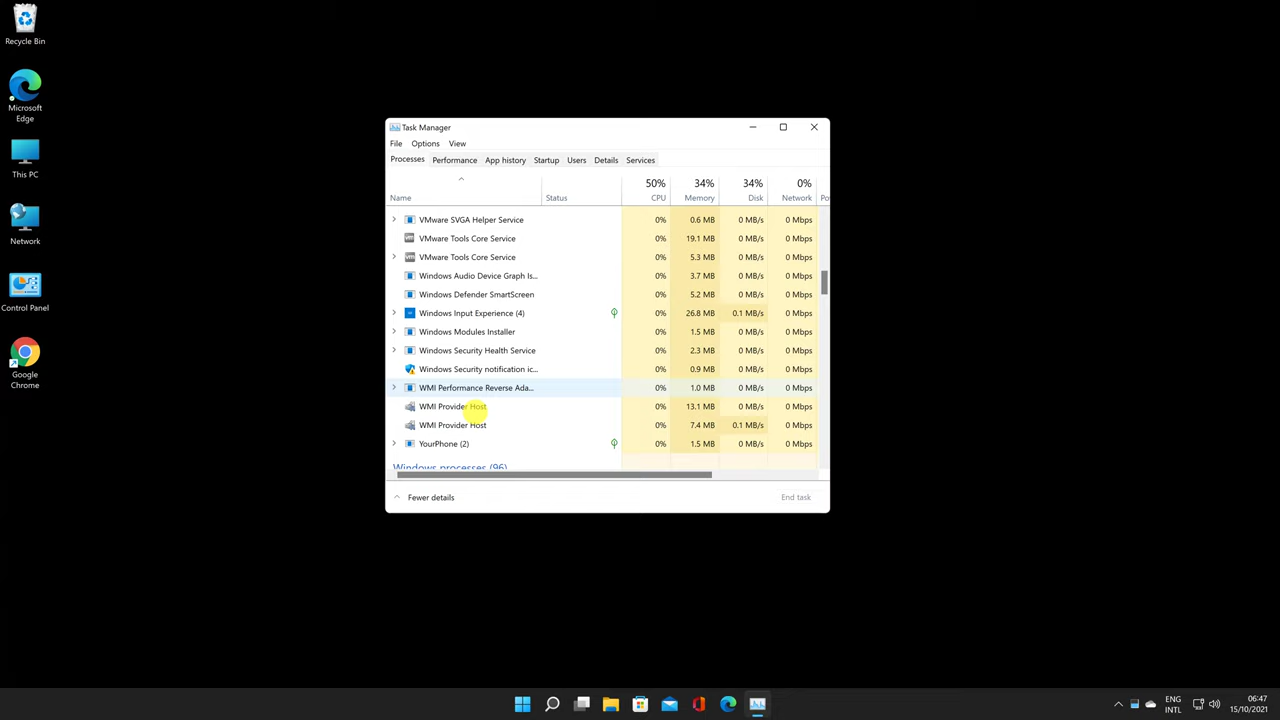 Recycle Bin
Microsoft
Edge
This PC
Network
Control Panel
Google
Chrome
Task Manager
File Options View
Processes Performance App history Startup Users Details Services
50% 34% 34% 0%
Name Status CPU Memory Disk Network Po
VMware SVGA Helper Service 0% 0.6 MB 0 MB/s 0 Mbps
VMware Tools Core Service 0% 19.1 MB 0 MB/s 0 Mbps
VMware Tools Core Service 0% 5.3 MB 0 MB/s 0 Mbps
Windows Audio Device Graph Is... 0% 3.7 MB 0 MB/s 0 Mbps
Windows Defender SmartScreen 0% 5.2 MB 0 MB/s 0 Mbps
Windows Input Experience (4) 0% 26.8 MB 0.1 MB/s 0 Mbps
Windows Modules Installer 0% 1.5 MB 0 MB/s 0 Mbps
Windows Security Health Service 0% 2.3 MB 0 MB/s 0 Mbps
Windows Security notification ic... 0% 0.9 MB 0 MB/s 0 Mbps
WMI Performance Reverse Ada... 0% 1.0 MB 0 MB/s 0 Mbps
WMI Provider Host 0% 13.1 MB 0 MB/s 0 Mbps
WMI Provider Host 0% 7.4 MB 0.1 MB/s 0 Mbps
YourPhone (2) 0% 1.5 MB 0 MB/s 0 Mbps
Windows processes (96)
Fewer details End task
ENG
INTL
06:47
15/10/2021